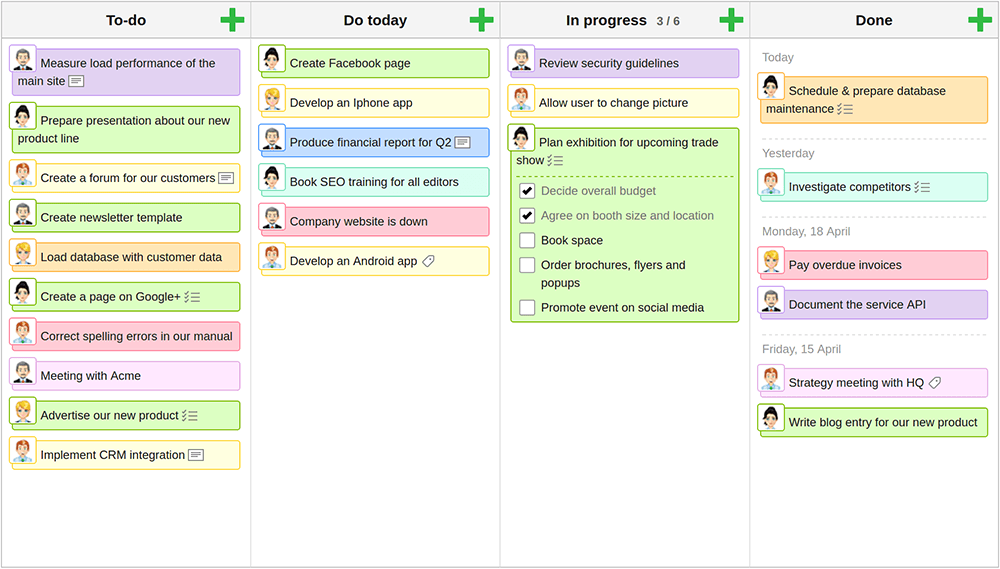 To-do
Measure load performance of the
main site
Prepare presentation about our new
product line
Create a forum for our customers
Create newsletter template
Load database with customer data
Create a page on Google+
Correct spelling errors in our manual
Meeting with Acme
Advertise our new product
Implement CRM integration
Do today
Create Facebook page
Develop an Iphone app
Produce financial report for Q2
Book SEO training for all editors
Company website is down
Develop an Android app
In progress 3 / 6
Review security guidelines
Allow user to change picture
Plan exhibition for upcoming trade
show
Decide overall budget
Agree on booth size and location
Book space
Order brochures, flyers and
popups
Promote event on social media
Done
Today
Schedule & prepare database
maintenance
Yesterday
Investigate competitors
Monday, 18 April
Pay overdue invoices
Document the service API
Friday, 15 April
Strategy meeting with HQ
Write blog entry for our new product